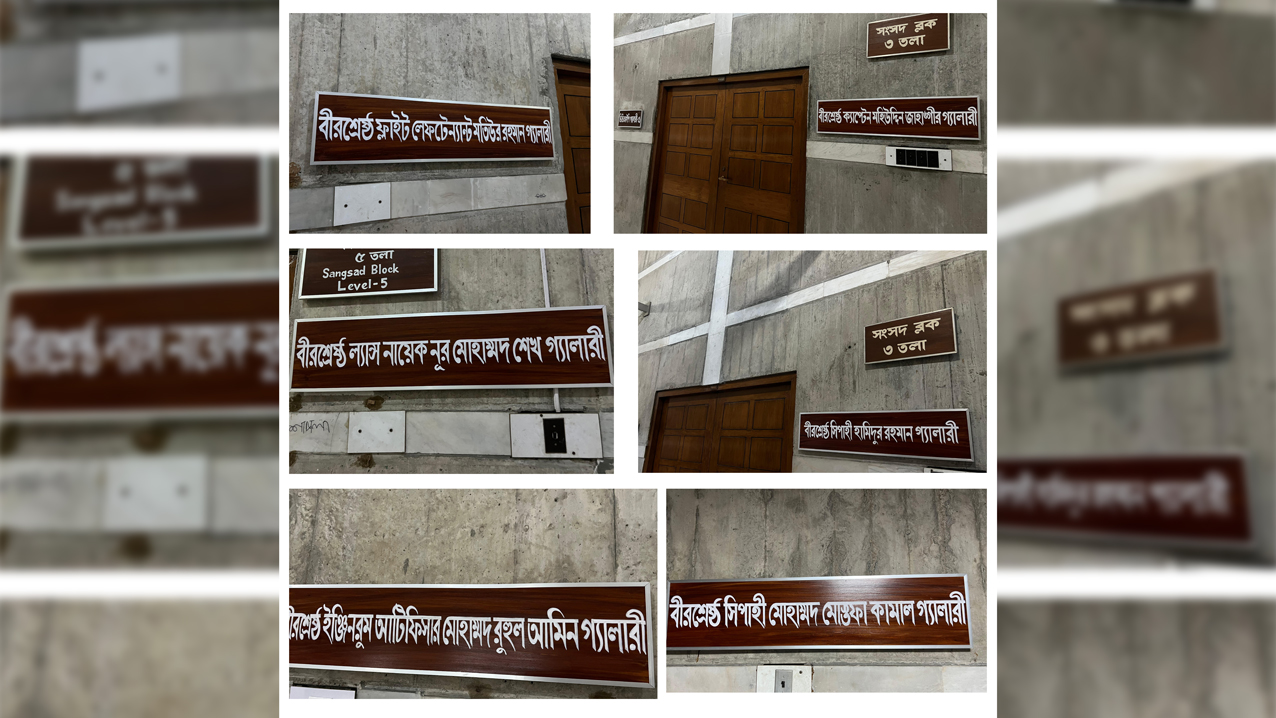 বীরশ্রেষ্ঠ ফ্লাইট লেফটেন্যান্ট মতিউর রহমান গ্যালারী
সংসদ ব্লক
৩ তলা
বীরশ্রেষ্ঠ ক্যাপ্টেন মহিউদ্দিন জাহাঙ্গীর গ্যালারী
৫ তলা
Sangsad Block
Level-5
বীরশ্রেষ্ঠ ল্যান্স নায়েক নূর মোহাম্মদ শেখ গ্যালারী
সংসদ ব্লক
৩ তলা
বীরশ্রেষ্ঠ সিপাহী হামিদুর রহমান গ্যালারী
বীরশ্রেষ্ঠ ইঞ্জিনরুম আর্টিফিসার মোহাম্মদ রুহুল আমিন গ্যালারী
বীরশ্রেষ্ঠ সিপাহী মোহাম্মদ মোস্তফা কামাল গ্যালারী